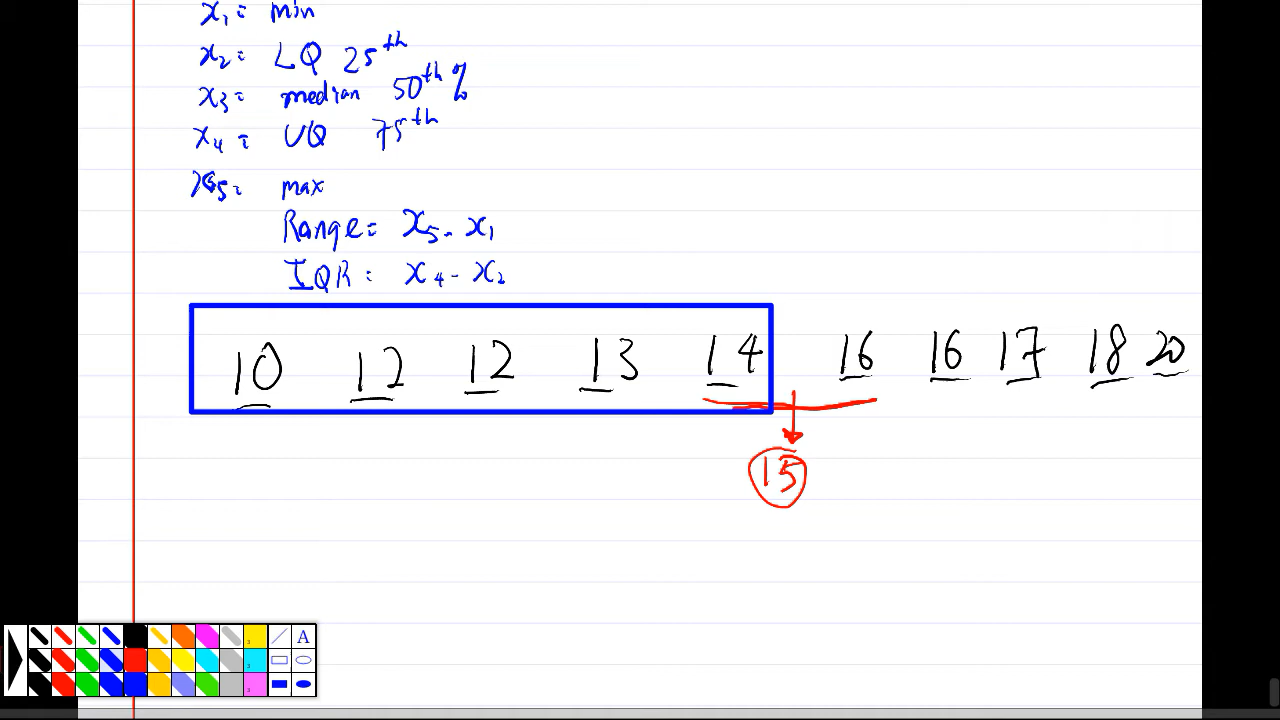 x₁= min
x₂= LQ 25th
x₃= median 50th %
x₄= UQ 75th
x₅= max
Range= x₅- x₁
IQR= x₄- x₂
10 12 12 13 14 16 16 17 18 20
15
A